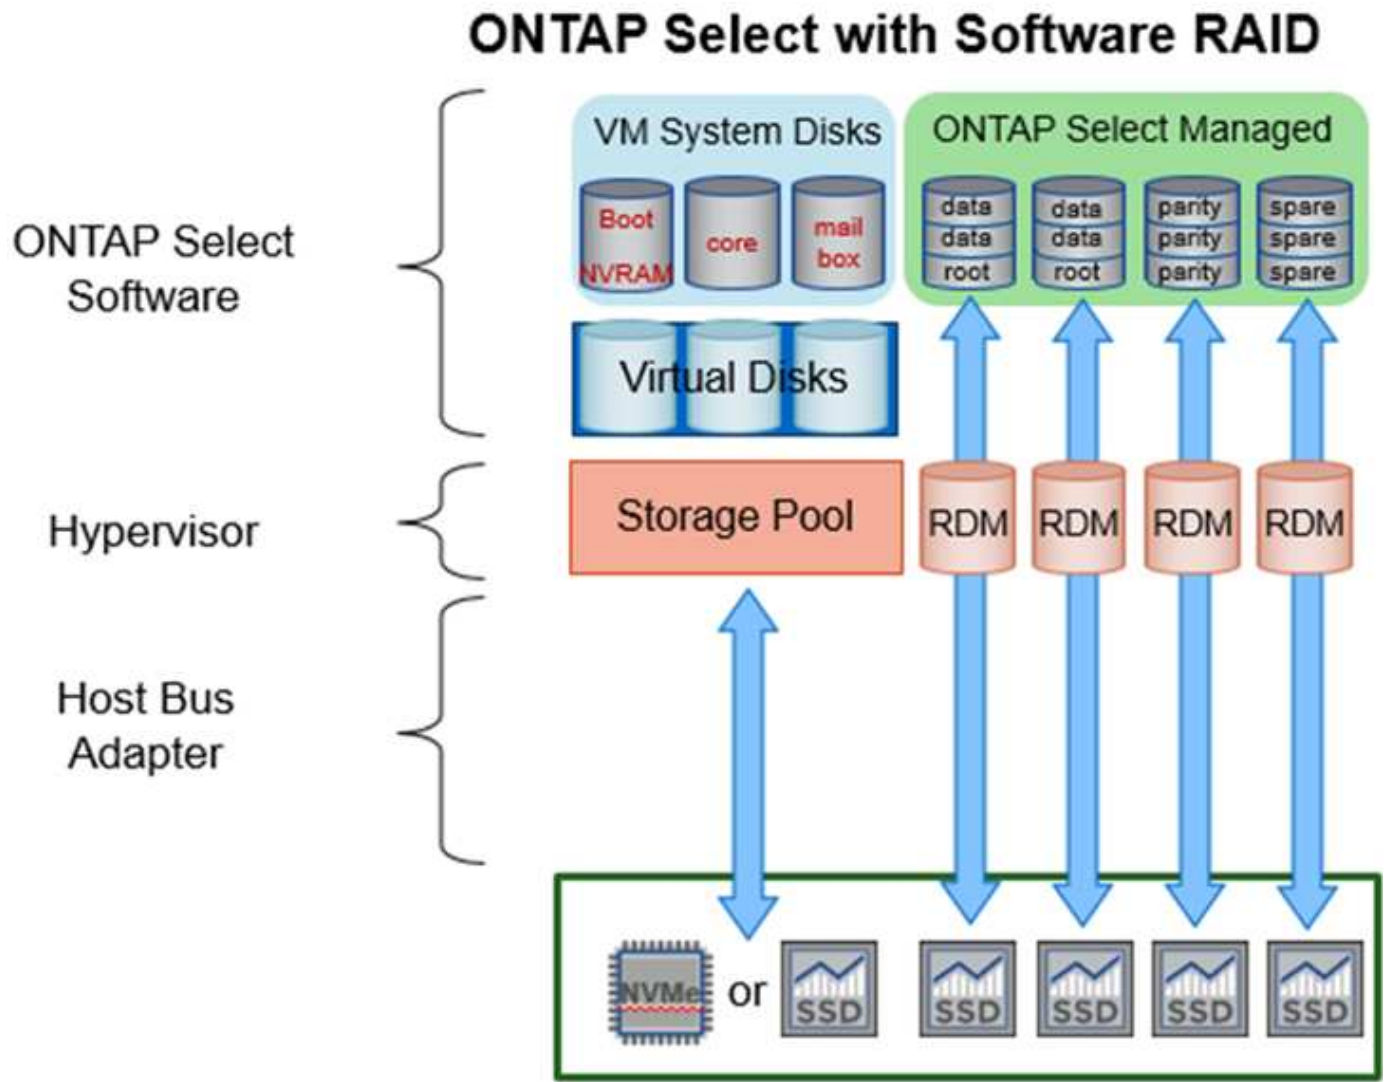 ONTAP Select with Software RAID
VM System Disks
ONTAP Select Managed
Boot
NVRAM
core
mail
box
data
data
root
data
data
root
parity
parity
parity
spare
spare
spare
ONTAP Select
Software
Virtual Disks
Hypervisor
Storage Pool
RDM
RDM
RDM
RDM
Host Bus
Adapter
NVMe
or
SSD
SSD
SSD
SSD
SSD